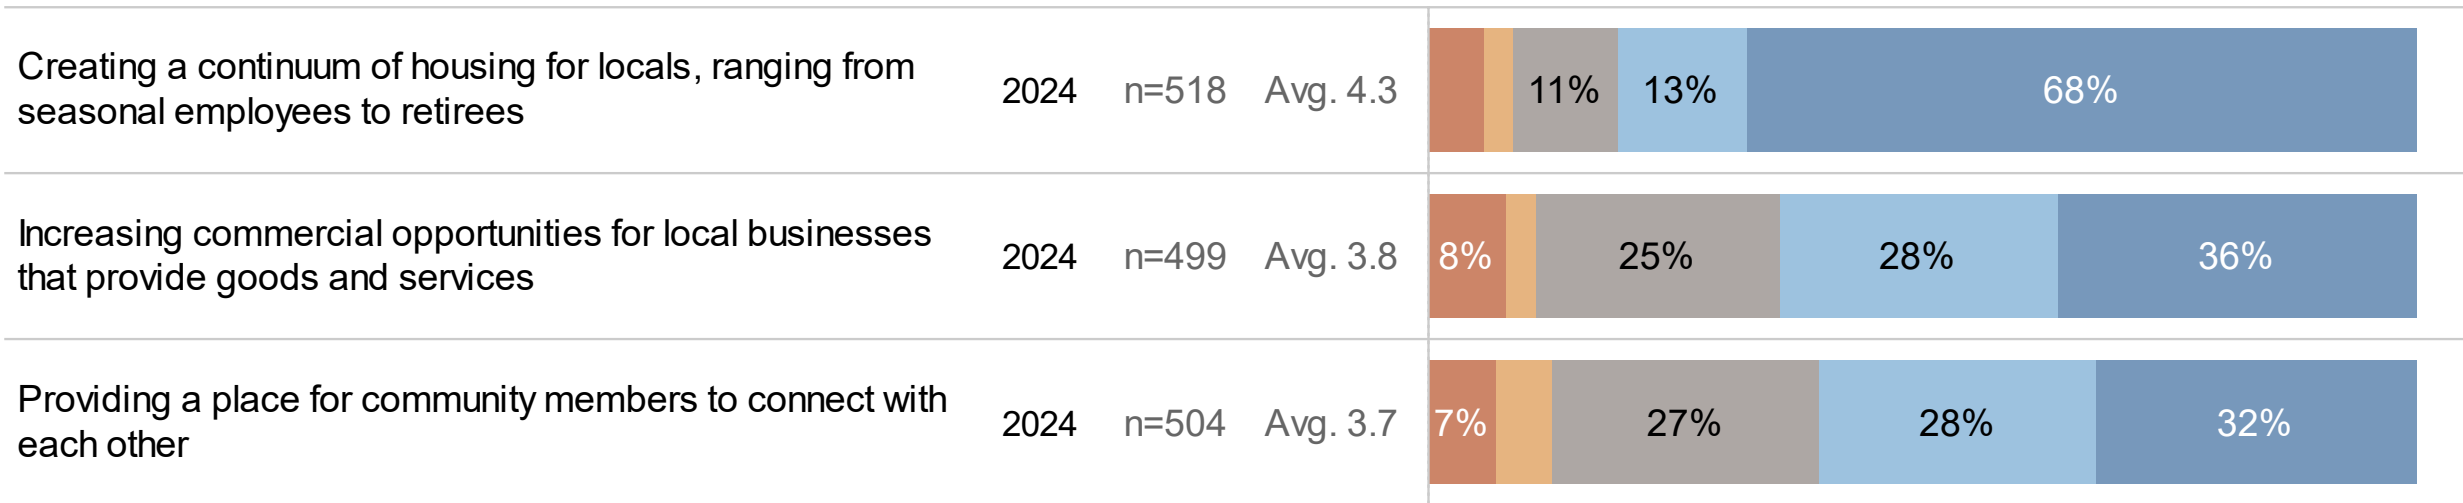 Creating a continuum of housing for locals, ranging from
seasonal employees to retirees
2024 n=518 Avg. 4.3 11% 13% 68%
Increasing commercial opportunities for local businesses
that provide goods and services
2024 n=499 Avg. 3.8 8% 25% 28% 36%
Providing a place for community members to connect with
each other
2024 n=504 Avg. 3.7 7% 27% 28% 32%